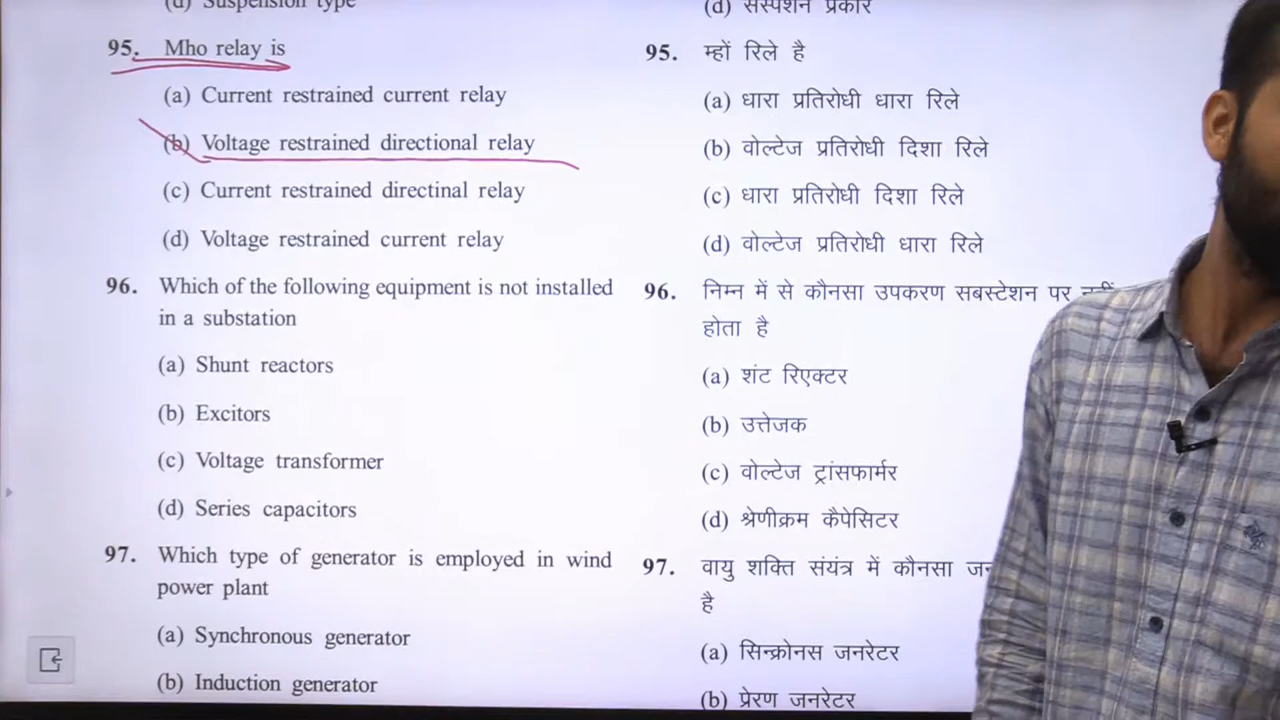 (d) Suspension type
95. Mho relay is
(a) Current restrained current relay
(b) Voltage restrained directional relay
(c) Current restrained directinal relay
(d) Voltage restrained current relay
96. Which of the following equipment is not installed
in a substation
(a) Shunt reactors
(b) Excitors
(c) Voltage transformer
(d) Series capacitors
97. Which type of generator is employed in wind
power plant
(a) Synchronous generator
(b) Induction generator
(d) सस्पेंशन प्रकार
95. म्हों रिले है
(a) धारा प्रतिरोधी धारा रिले
(b) वोल्टेज प्रतिरोधी दिशा रिले
(c) धारा प्रतिरोधी दिशा रिले
(d) वोल्टेज प्रतिरोधी धारा रिले
96. निम्न में से कौनसा उपकरण सबस्टेशन पर नहीं
होता है
(a) शंट रिएक्टर
(b) उत्तेजक
(c) वोल्टेज ट्रांसफार्मर
(d) श्रेणीक्रम कैपेसिटर
97. वायु शक्ति संयंत्र में कौनसा
है
(a) सिन्क्रोनस जनरेटर
(b) प्रेरण जनरेटर